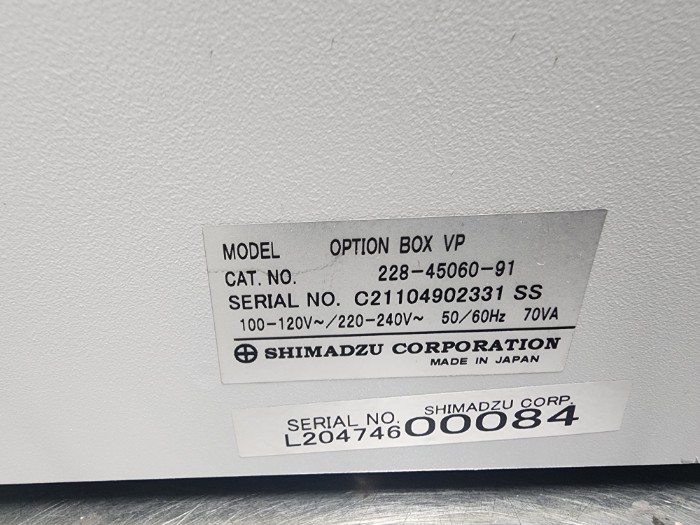 MODEL OPTION BOX VP
CAT. NO. 228-45060-91
SERIAL NO. C21104902331 SS
100-120V~/220-240V~ 50/60Hz 70VA
SHIMADZU CORPORATION
MADE IN JAPAN
SERIAL NO. SHIMADZU CORP.
L20474600084